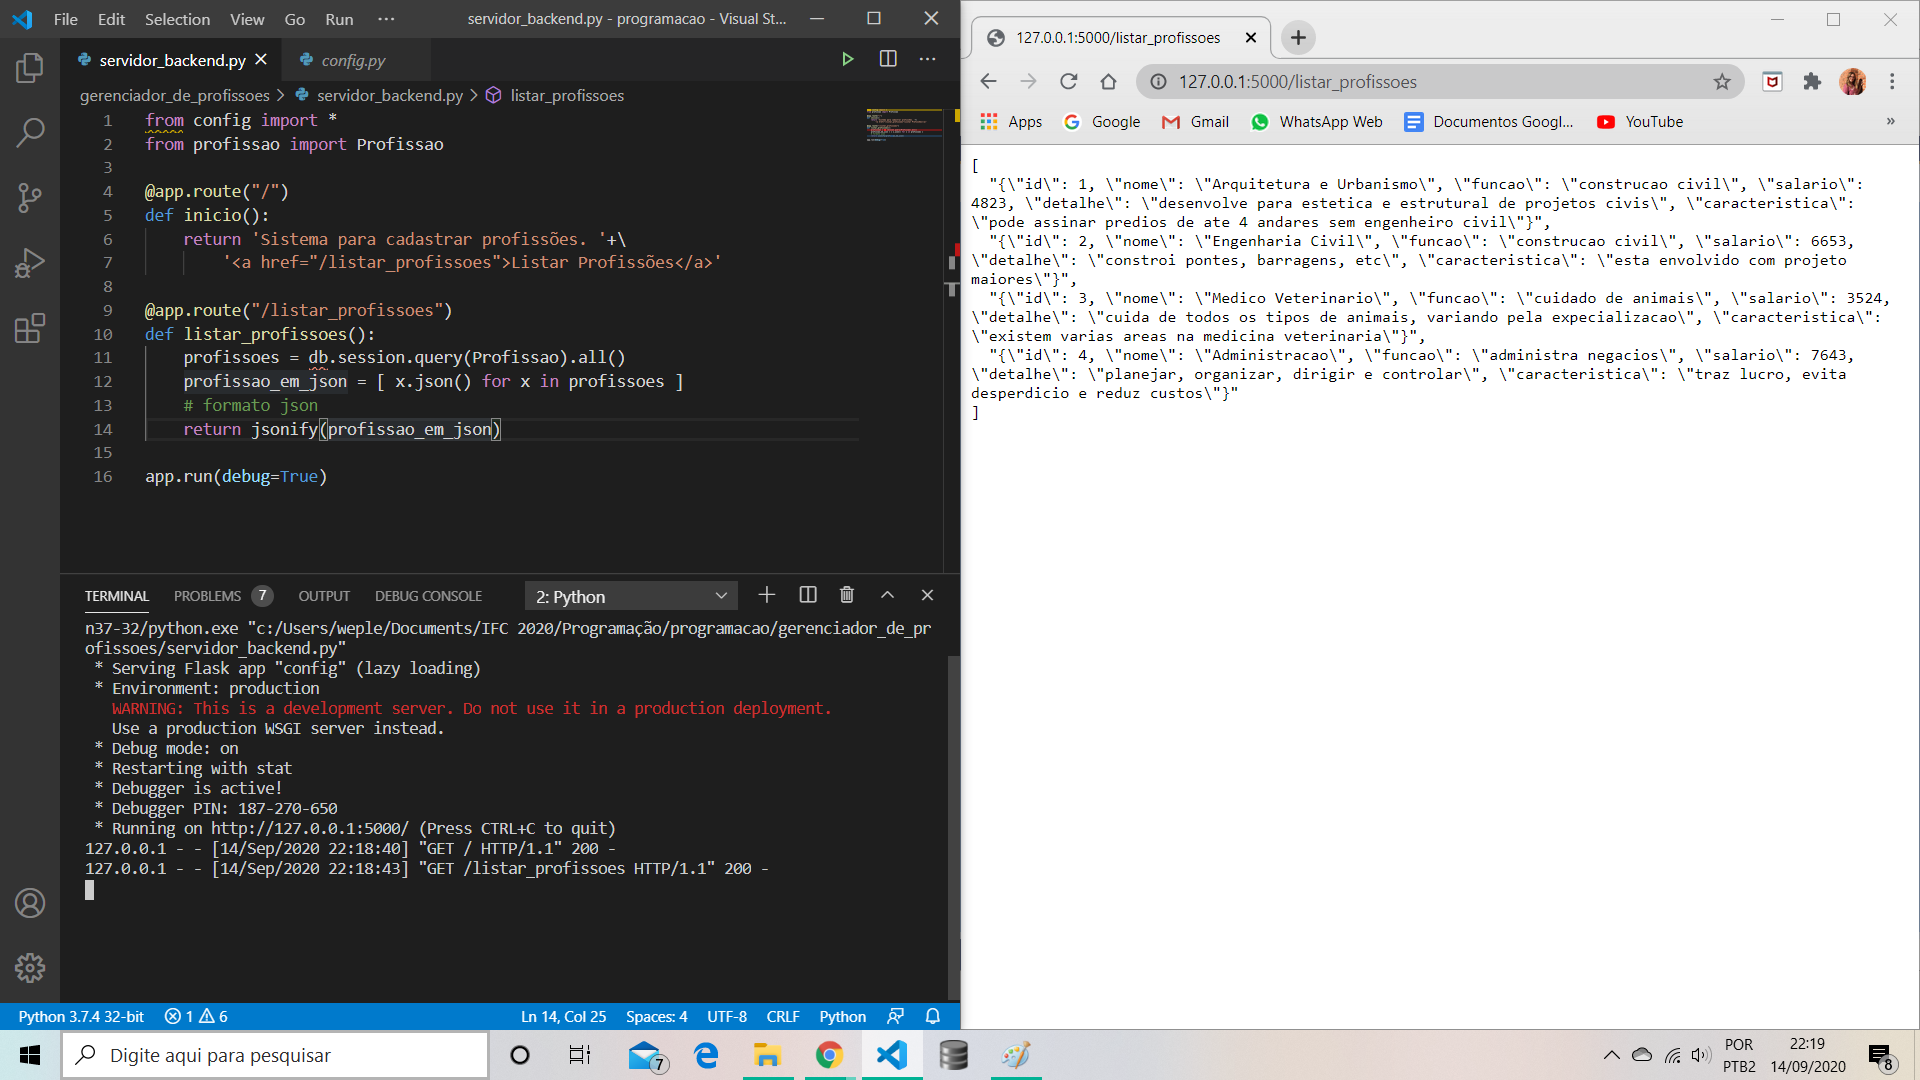 File Edit Selection View Go Run ··· servidor_backend.py - programacao - Visual St...
servidor_backend.py config.py
gerenciador_de_profissoes > servidor_backend.py > listar_profissoes
1 from config import *
2 from profissao import Profissao
3
4 @app.route("/")
5 def inicio():
6 return 'Sistema para cadastrar profissões. '+\
7 '<a href="/listar_profissoes">Listar Profissões</a>'
8
9 @app.route("/listar_profissoes")
10 def listar_profissoes():
11 profissoes = db.session.query(Profissao).all()
12 profissao_em_json = [ x.json() for x in profissoes ]
13 # formato json
14 return jsonify(profissao_em_json)
15
16 app.run(debug=True)
TERMINAL PROBLEMS 7 OUTPUT DEBUG CONSOLE 2: Python
n37-32/python.exe "c:/Users/weple/Documents/IFC 2020/Programação/programacao/gerenciador_de_pr
ofissoes/servidor_backend.py"
* Serving Flask app "config" (lazy loading)
* Environment: production
WARNING: This is a development server. Do not use it in a production deployment.
Use a production WSGI server instead.
* Debug mode: on
* Restarting with stat
* Debugger is active!
* Debugger PIN: 187-270-650
* Running on http://127.0.0.1:5000/ (Press CTRL+C to quit)
127.0.0.1 - - [14/Sep/2020 22:18:40] "GET / HTTP/1.1" 200 -
127.0.0.1 - - [14/Sep/2020 22:18:43] "GET /listar_profissoes HTTP/1.1" 200 -
Python 3.7.4 32-bit 1 6 Ln 14, Col 25 Spaces: 4 UTF-8 CRLF Python
127.0.0.1:5000/listar_profissoes
127.0.0.1:5000/listar_profissoes
Apps Google Gmail WhatsApp Web Documentos Googl... YouTube »
[
"{\"id\": 1, \"nome\": \"Arquitetura e Urbanismo\", \"funcao\": \"construcao civil\", \"salario\":
4823, \"detalhe\": \"desenvolve para estetica e estrutural de projetos civis\", \"caracteristica\":
\"pode assinar predios de ate 4 andares sem engenheiro civil\"}",
"{\"id\": 2, \"nome\": \"Engenharia Civil\", \"funcao\": \"construcao civil\", \"salario\": 6653,
\"detalhe\": \"constroi pontes, barragens, etc\", \"caracteristica\": \"esta envolvido com projeto
maiores\"}",
"{\"id\": 3, \"nome\": \"Medico Veterinario\", \"funcao\": \"cuidado de animais\", \"salario\": 3524,
\"detalhe\": \"cuida de todos os tipos de animais, variando pela expecializacao\", \"caracteristica\":
\"existem varias areas na medicina veterinaria\"}",
"{\"id\": 4, \"nome\": \"Administracao\", \"funcao\": \"administra negacios\", \"salario\": 7643,
\"detalhe\": \"planejar, organizar, dirigir e controlar\", \"caracteristica\": \"traz lucro, evita
desperdicio e reduz custos\"}"
]
Digite aqui para pesquisar 7 POR 22:19
PTB2 14/09/2020 8